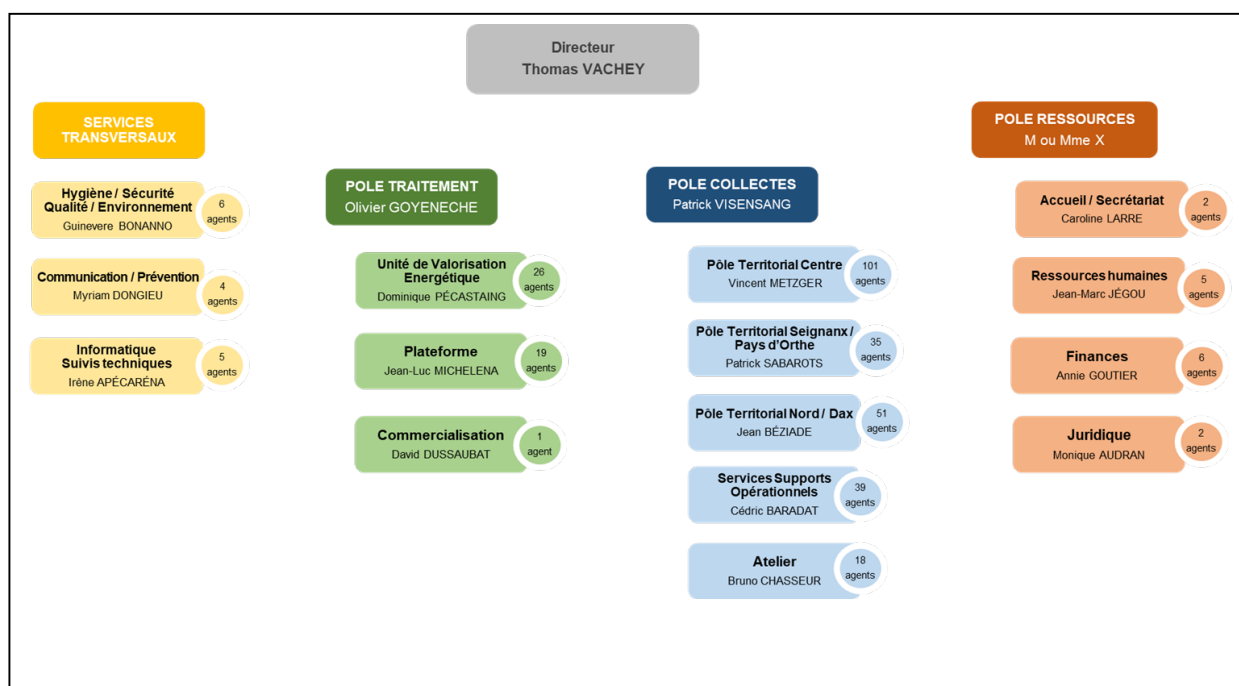 Directeur
Thomas VACHEY
SERVICES
TRANSVERSAUX
Hygiène / Sécurité
Qualité / Environnement
Guinevere BONANNO
6
agents
Communication / Prévention
Myriam DONGIEU
4
agents
Informatique
Suivis techniques
Irène APÉCARÉNA
5
agents
POLE TRAITEMENT
Olivier GOYENECHE
Unité de Valorisation
Energétique
Dominique PÉCASTAING
26
agents
Plateforme
Jean-Luc MICHELENA
19
agents
Commercialisation
David DUSSAUBAT
1
agent
POLE COLLECTES
Patrick VISENSANG
Pôle Territorial Centre
Vincent METZGER
101
agents
Pôle Territorial Seignanx /
Pays d'Orthe
Patrick SABAROTS
35
agents
Pôle Territorial Nord / Dax
Jean BÉZIADE
51
agents
Services Supports
Opérationnels
Cédric BARADAT
39
agents
Atelier
Bruno CHASSEUR
18
agents
POLE RESSOURCES
M ou Mme X
Accueil / Secrétariat
Caroline LARRE
2
agents
Ressources humaines
Jean-Marc JÉGOU
5
agents
Finances
Annie GOUTIER
6
agents
Juridique
Monique AUDRAN
2
agents